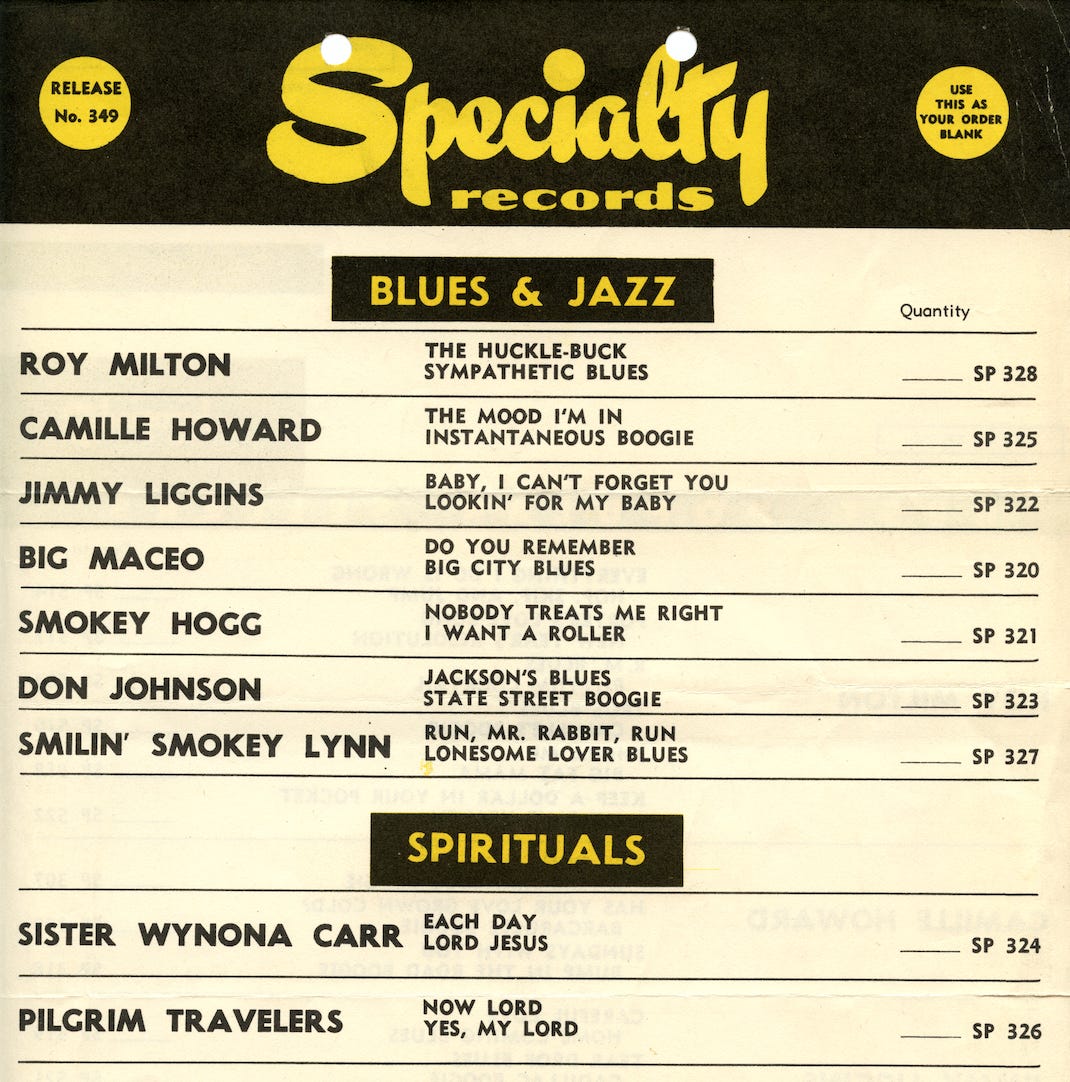 RELEASE
No. 349
Specialty
records
USE
THIS AS
YOUR ORDER
BLANK
BLUES & JAZZ
Quantity
ROY MILTON
THE HUCKLE-BUCK
SYMPATHETIC BLUES
SP 328
CAMILLE HOWARD
THE MOOD I'M IN
INSTANTANEOUS BOOGIE
SP 325
JIMMY LIGGINS
BABY, I CAN'T FORGET YOU
LOOKIN' FOR MY BABY
SP 322
BIG MACEO
DO YOU REMEMBER
BIG CITY BLUES
SP 320
SMOKEY HOGG
NOBODY TREATS ME RIGHT
I WANT A ROLLER
SP 321
DON JOHNSON
JACKSON'S BLUES
STATE STREET BOOGIE
SP 323
SMILIN' SMOKEY LYNN
RUN, MR. RABBIT, RUN
LONESOME LOVER BLUES
SP 327
SPIRITUALS
SISTER WYNONA CARR
EACH DAY
LORD JESUS
SP 324
PILGRIM TRAVELERS
NOW LORD
YES, MY LORD
SP 326